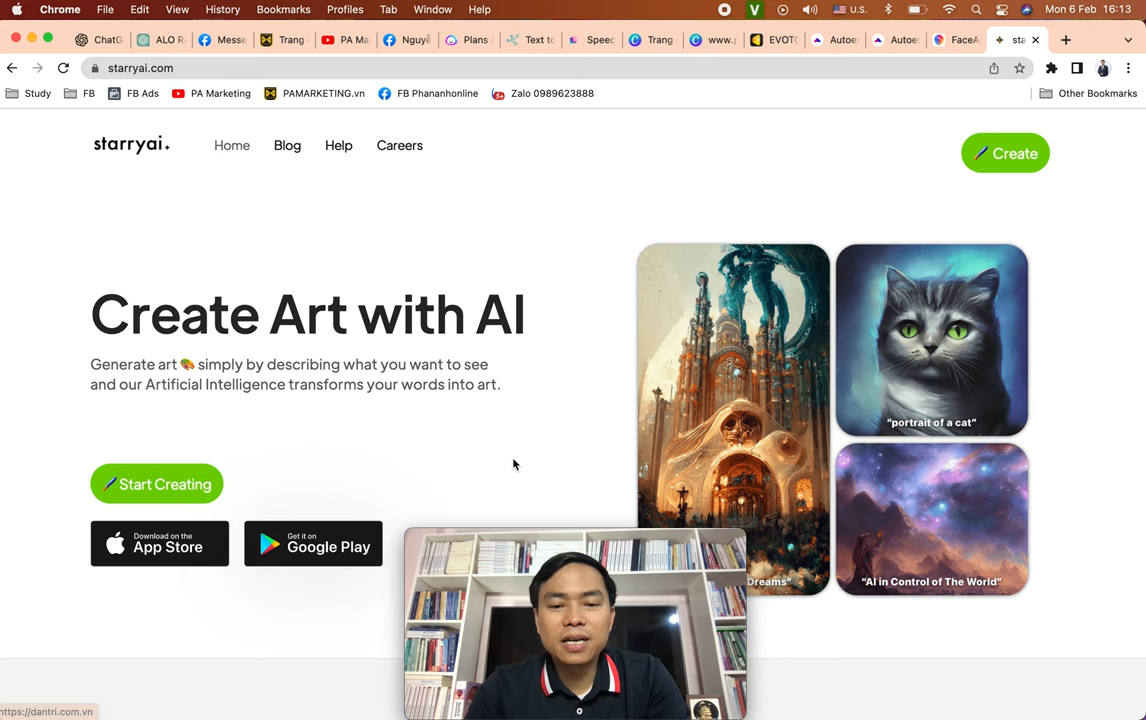 Chrome File Edit View History Bookmarks Profiles Tab Window Help V U.S. Mon 6 Feb 16:13
ChatG ALO R Messe Trang PA Ma Nguyễ Plans Text to Speec Trang www.p EVOTO Autoen Autoen FaceA sta
starryai.com
Study FB FB Ads PA Marketing PAMARKETING.vn FB Phananhonline Zalo 0989623888 Other Bookmarks
starryai
Home Blog Help Careers
Create
Create Art with AI
Generate art simply by describing what you want to see
and our Artificial Intelligence transforms your words into art.
Start Creating
Download on the
App Store
Get it on
Google Play
"portrait of a cat"
Dreams"
"AI in Control of The World"
https://dantri.com.vn